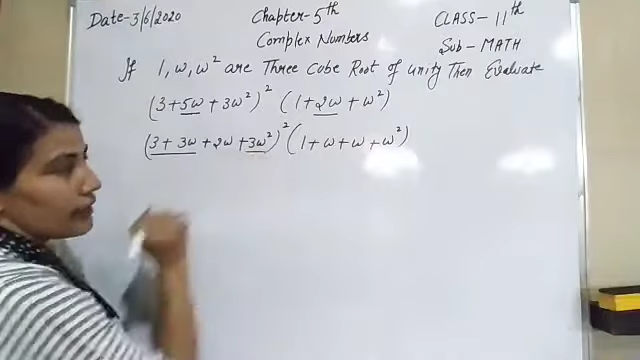 Date-3/6/2020 Chapter-5th CLASS-11th
Complex Numbers Sub-MATH
If 1, ω, ω² are Three cube Root of unity Then Evaluate
(3+5ω+3ω²)² (1+2ω+ω²)
(3+3ω+2ω+3ω²)² (1+ω+ω+ω²)